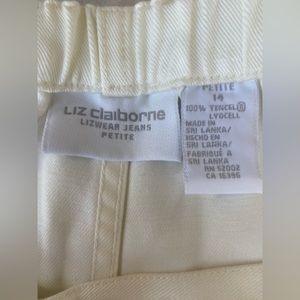 Liz claiborne
LIZWEAR JEANS
PETITE
PETITE
14
100% TENCEL®
LYOCELL
MADE IN
SRI LANKA/
HECHO EN
SRI LANKA/
FABRIQUÉ A
SRI LANKA
RN 52002
CA 16396